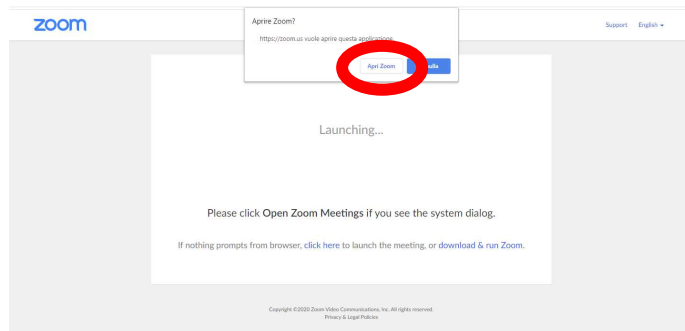 zoom
Support English
Aprire Zoom?
https://zoom.us vuole aprire questa applicazione.
Apri Zoom
Launching...
Please click Open Zoom Meetings if you see the system dialog.
If nothing prompts from browser, click here to launch the meeting, or download & run Zoom.
Copyright ©2020 Zoom Video Communications, Inc. All rights reserved.
Privacy & Legal Policies